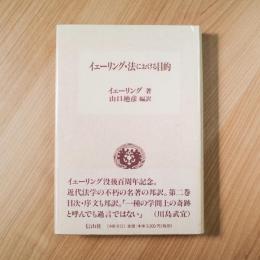 イェーリング・法における目的
イェーリング 著
山口廸彦 編訳
イェーリング没後百周年記念。
近代法学の不朽の名著の邦訳。第二巻
目次・序文も邦訳。「一種の学問上の奇跡
と呼んでも過言ではない」 (川島武宜)
信山社